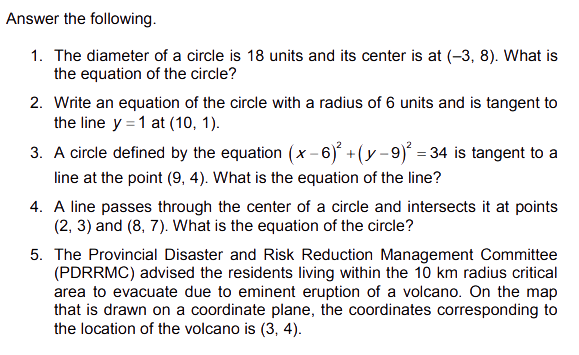 Answer the following.
1. The diameter of a circle is 18 units and its center is at (–3, 8). What is
the equation of the circle?
2. Write an equation of the circle with a radius of 6 units and is tangent to
the line y = 1 at (10, 1).
3. A circle defined by the equation (x – 6)² + (y – 9)² = 34 is tangent to a
line at the point (9, 4). What is the equation of the line?
4. A line passes through the center of a circle and intersects it at points
(2, 3) and (8, 7). What is the equation of the circle?
5. The Provincial Disaster and Risk Reduction Management Committee
(PDRRMC) advised the residents living within the 10 km radius critical
area to evacuate due to eminent eruption of a volcano. On the map
that is drawn on a coordinate plane, the coordinates corresponding to
the location of the volcano is (3, 4).